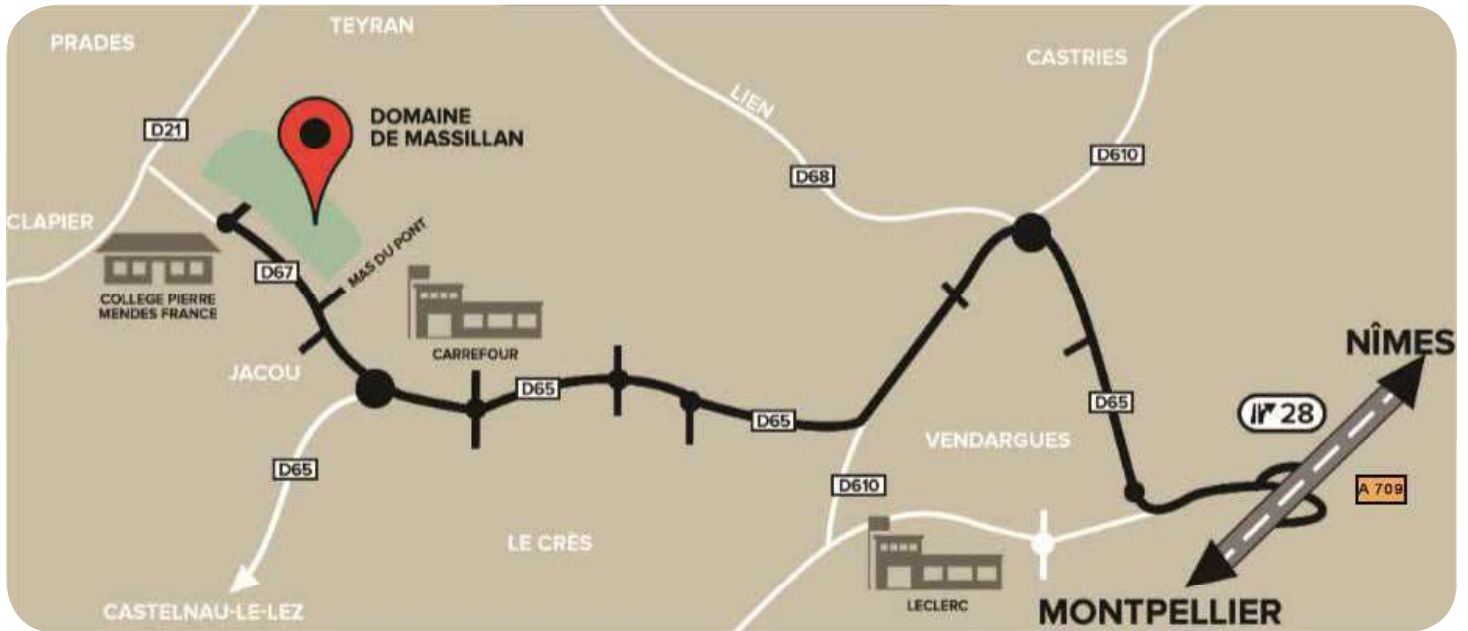 TEYRAN
PRADES
CASTRIES
LIEN
D21
DOMAINE
DE MASSILLAN
D610
D68
CLAPIER
MAS DU PONT
D67
COLLEGE PIERRE
MENDES FRANCE
CARREFOUR
JACOU
NÎMES
D65
D65
D65
28
VENDARGUES
D65
D610
A 709
LE CRÈS
CASTELNAU-LE-LEZ
LECLERC
MONTPELLIER